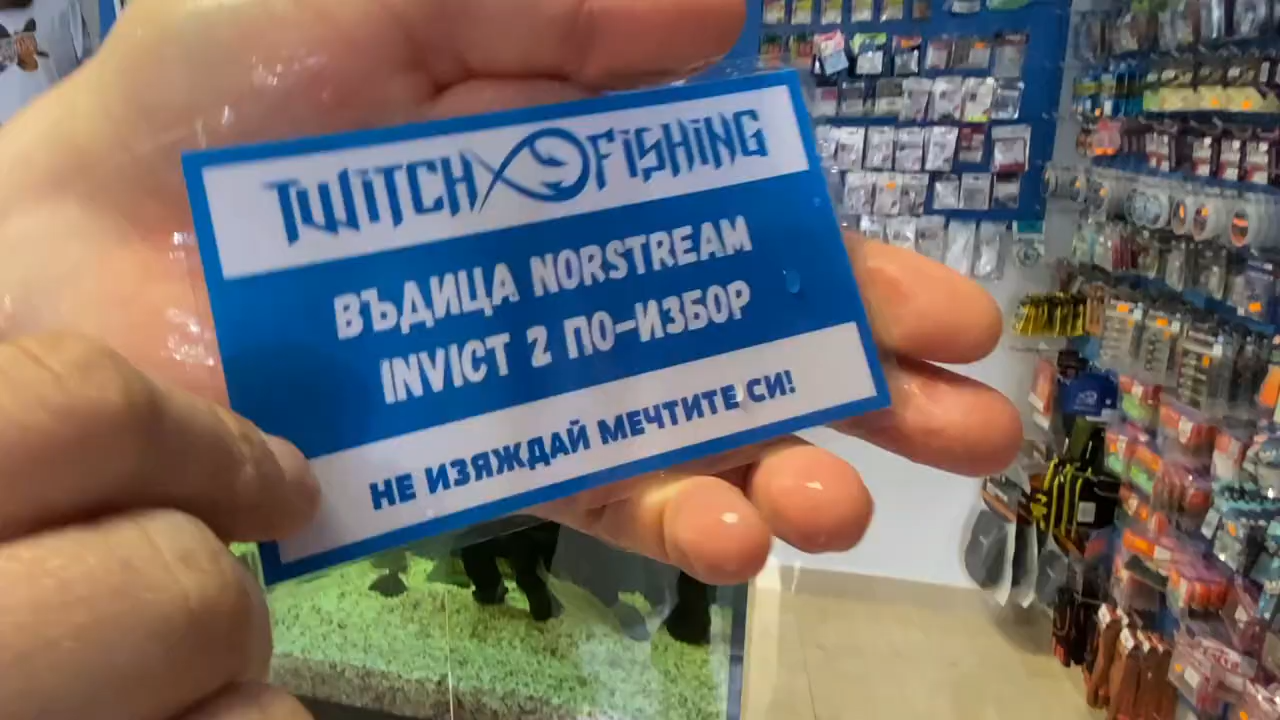 TWITCH FISHING
ВЪДИЦА NORSTREAM
INVICT 2 ПО-ИЗБОР
НЕ ИЗЯЖДАЙ МЕЧТИТЕ СИ!